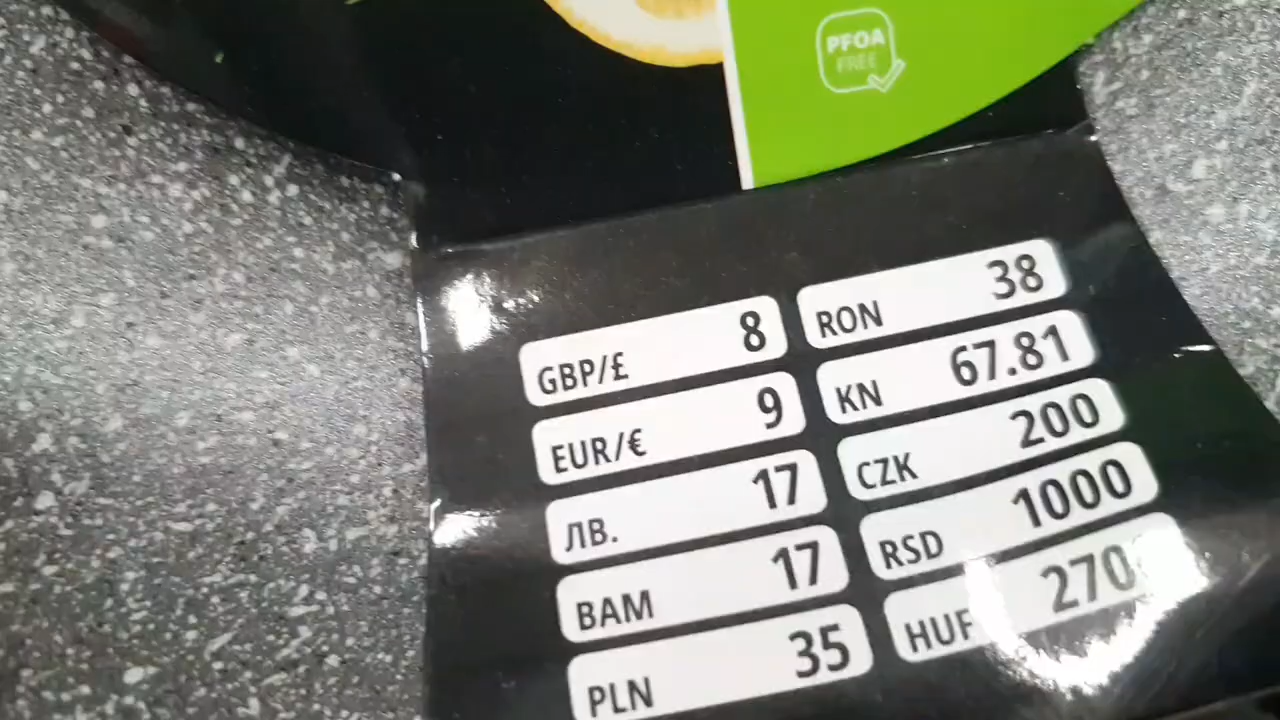 PFOA
FREE
GBP/£ 8
EUR/€ 9
ЛВ. 17
BAM 17
PLN 35
RON 38
KN 67.81
CZK 200
RSD 1000
HUF 270